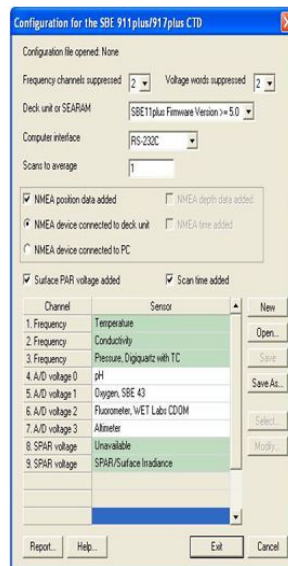 Configuration for the SBE 911plus/917plus CTD
Configuration file opened: None
Frequency channels suppressed 2 Voltage words suppressed 2
Deck unit or SEARAM SBE11plus Firmware Version >= 5.0
Computer interface RS-232C
Scans to average 1
NMEA position data added NMEA depth data added
NMEA device connected to deck unit NMEA time added
NMEA device connected to PC
Surface PAR voltage added Scan time added
Channel Sensor New
1. Frequency Temperature
2. Frequency Conductivity Open...
3. Frequency Pressure, Digiquartz with TC Save
4. A/D voltage 0 pH
5. A/D voltage 1 Oxygen, SBE 43 Save As...
6. A/D voltage 2 Fluorometer, WET Labs CDOM
7. A/D voltage 3 Altimeter Select...
8. SPAR voltage Unavailable Modify...
9. SPAR voltage SPAR/Surface Irradiance
Report... Help... Exit Cancel